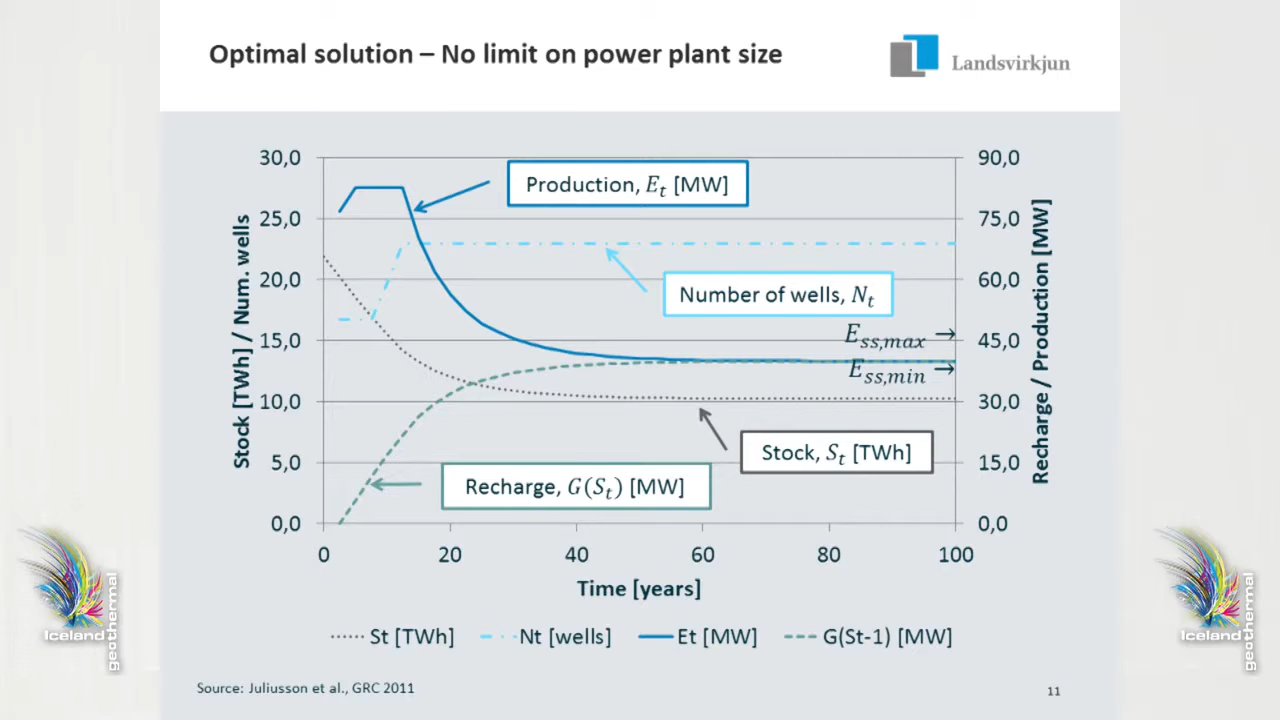 Optimal solution – No limit on power plant size
Landsvirkjun
Stock [TWh] / Num. wells
30,0
25,0
20,0
15,0
10,0
5,0
0,0
Production, E_t [MW]
Number of wells, N_t
E_ss,max →
E_ss,min →
Stock, S_t [TWh]
Recharge, G(S_t) [MW]
90,0
75,0
60,0
45,0
30,0
15,0
0,0
Recharge / Production [MW]
0 20 40 60 80 100
Time [years]
St [TWh] Nt [wells] Et [MW] G(St-1) [MW]
Iceland
geothermal
Iceland
geothermal
Source: Juliusson et al., GRC 2011
11